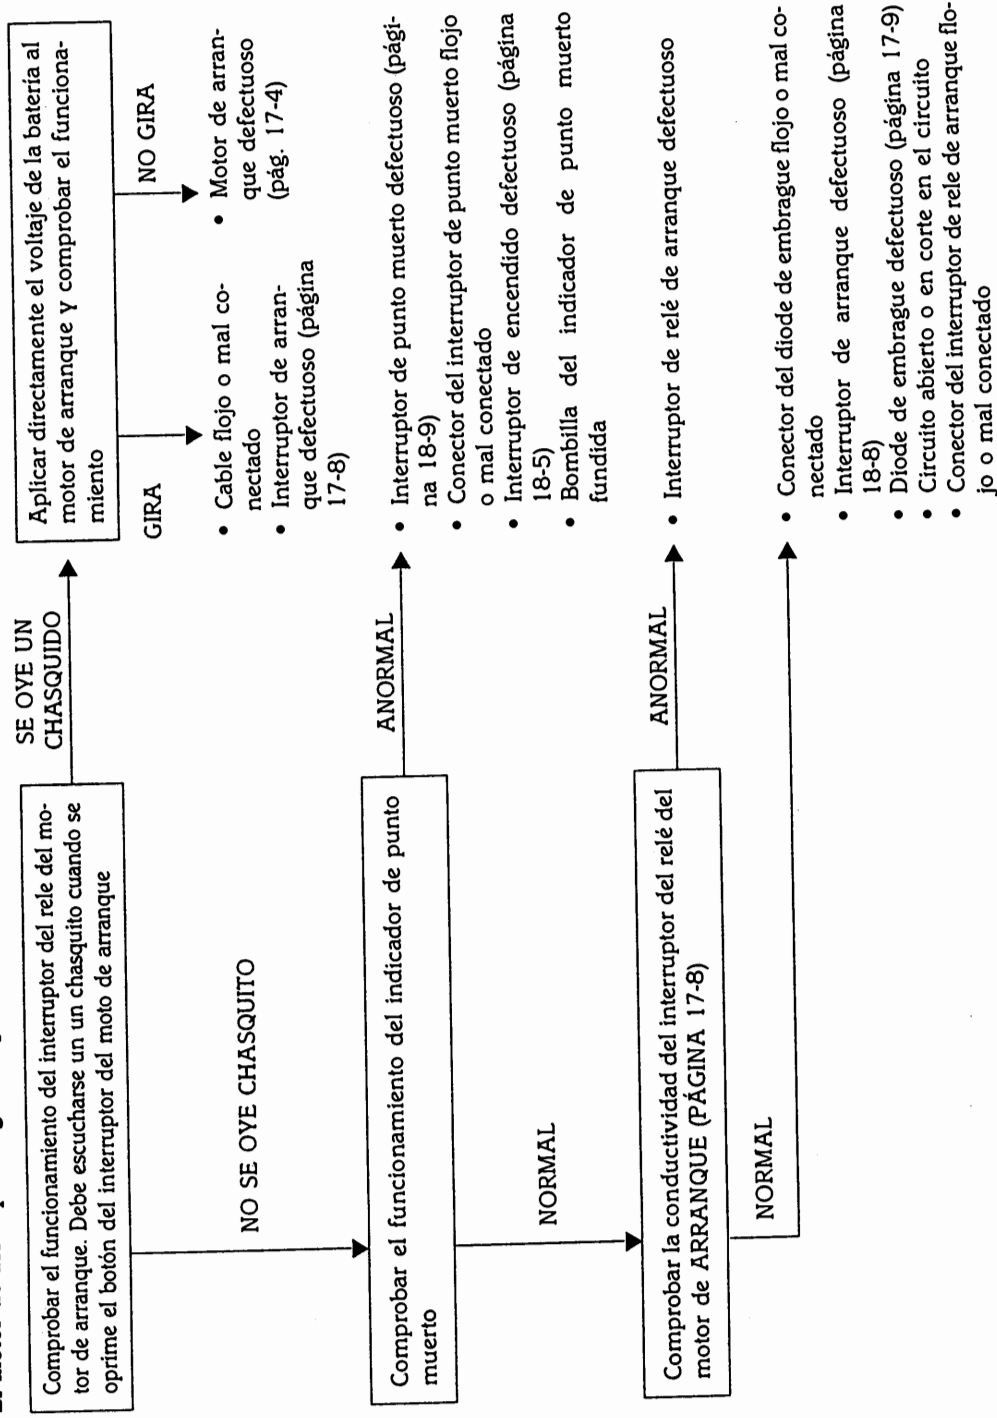 Comprobar el funcionamiento del interruptor del rele del mo-
tor de arranque. Debe escucharse un un chasquito cuando se
oprime el botón del interruptor del moto de arranque
SE OYE UN
CHASQUIDO
Aplicar directamente el voltaje de la batería al
motor de arranque y comprobar el funciona-
miento
GIRA
NO GIRA
• Cable flojo o mal co-
nectado
• Interruptor de arran-
que defectuoso (página
17-8)
• Motor de arran-
que defectuoso
(pág. 17-4)
NO SE OYE CHASQUITO
Comprobar el funcionamiento del indicador de punto
muerto
ANORMAL
• Interruptor de punto muerto defectuoso (pági-
na 18-9)
• Conector del interruptor de punto muerto flojo
o mal conectado
• Interruptor de encendido defectuoso (página
18-5)
• Bombilla del indicador de punto muerto
fundida
NORMAL
Comprobar la conductividad del interruptor del relé del
motor de ARRANQUE (PÁGINA 17-8)
ANORMAL
• Interruptor de relé de arranque defectuoso
NORMAL
• Conector del diode de embrague flojo o mal co-
nectado
• Interruptor de arranque defectuoso (página
18-8)
• Diode de embrague defectuoso (página 17-9)
• Circuito abierto o en corte en el circuito
• Conector del interruptor de rele de arranque flo-
jo o mal conectado